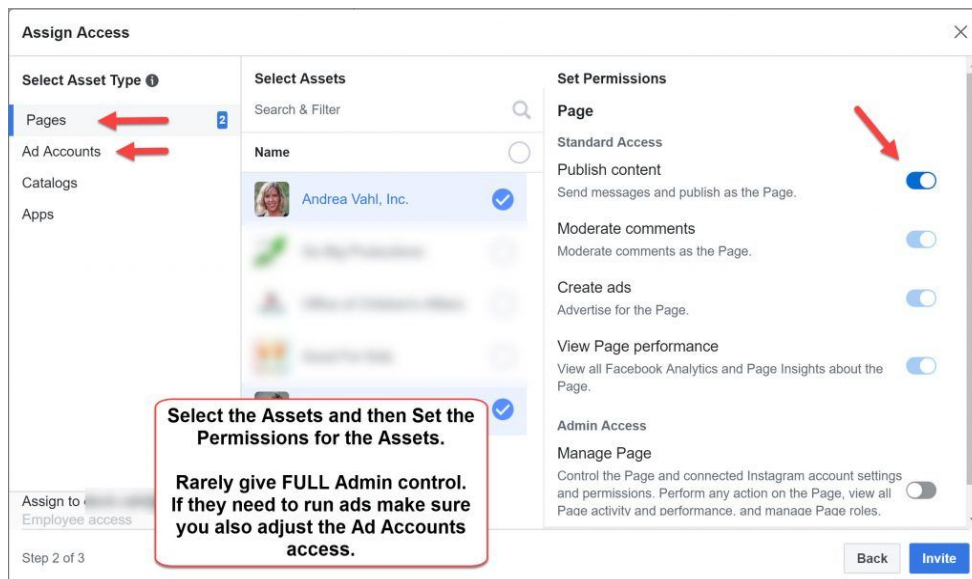 Assign Access
Select Asset Type
Pages
2
Ad Accounts
Catalogs
Apps
Select Assets
Search & Filter
Name
Andrea Vahl, Inc.
Set Permissions
Page
Standard Access
Publish content
Send messages and publish as the Page.
Moderate comments
Moderate comments as the Page.
Create ads
Advertise for the Page.
View Page performance
View all Facebook Analytics and Page Insights about the
Page.
Admin Access
Manage Page
Control the Page and connected Instagram account settings
and permissions. Perform any action on the Page, view all
Page activity and performance, and manage Page roles.
Select the Assets and then Set the
Permissions for the Assets.
Rarely give FULL Admin control.
If they need to run ads make sure
you also adjust the Ad Accounts
access.
Assign to
Employee access
Step 2 of 3
Back
Invite